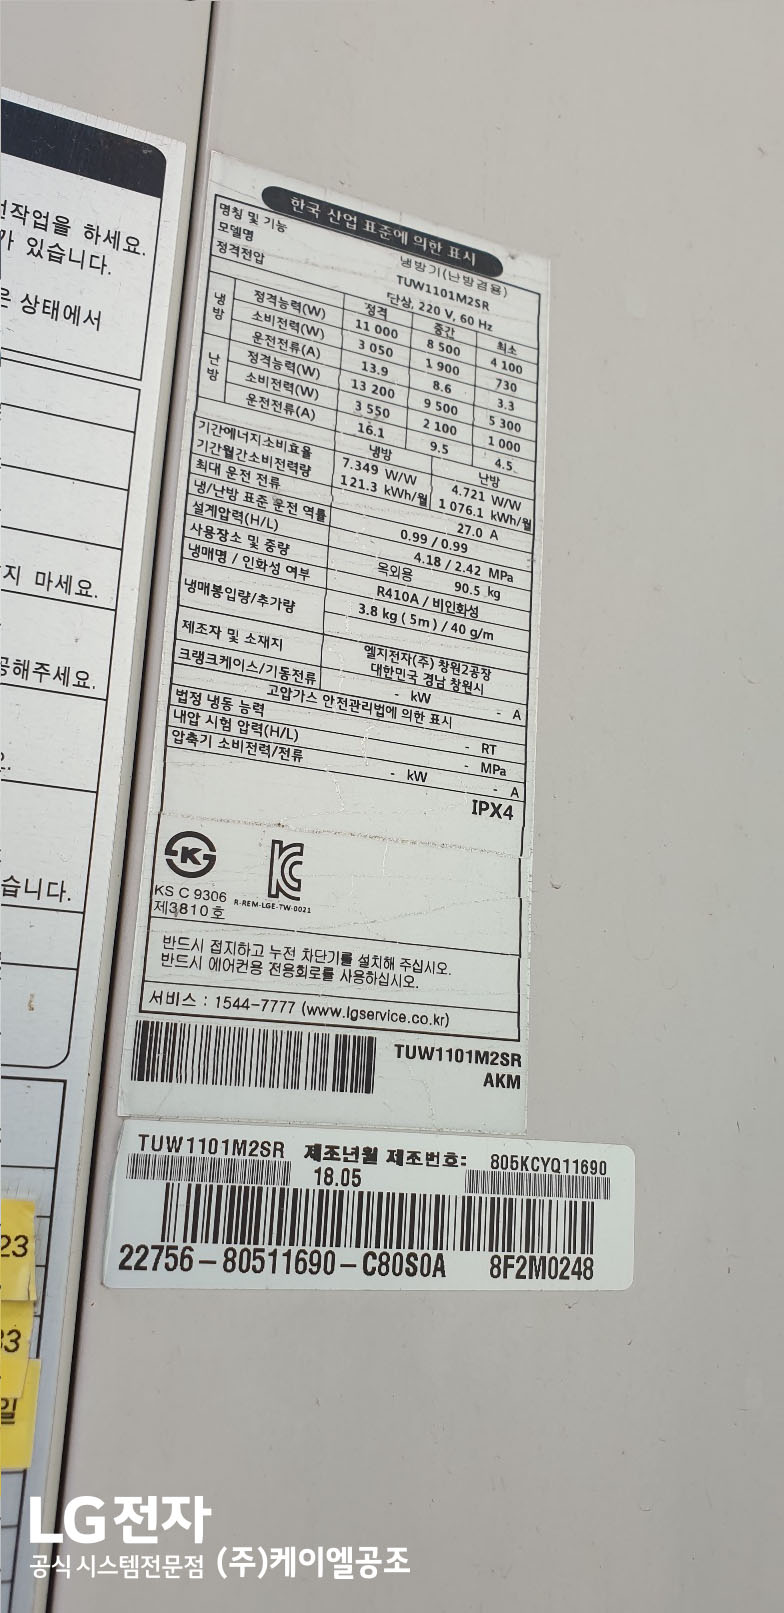 선작업을 하세요.
가 있습니다.
은 상태에서
지 마세요.
공해주세요.
습니다.
23
33
일
한국 산업 표준에 의한 표시
명칭 및 기능 냉방기(난방겸용)
모델명 TUW1101M2SR
정격전압 단상, 220 V, 60 Hz
정격 중간 최소
냉방 정격능력(W) 11 000 8 500 4 100
소비전력(W) 3 050 1 900 730
운전전류(A) 13.9 8.6 3.3
난방 정격능력(W) 13 200 9 500 5 300
소비전력(W) 3 550 2 100 1 000
운전전류(A) 16.1 9.5 4.5
냉방 난방
기간에너지소비효율 7.349 W/W 4.721 W/W
기간월간소비전력량 121.3 kWh/월 1 076.1 kWh/월
최대 운전 전류 27.0 A
냉/난방 표준 운전 역률 0.99 / 0.99
설계압력(H/L) 4.18 / 2.42 MPa
사용장소 및 중량 옥외용 90.5 kg
냉매명 / 인화성 여부 R410A / 비인화성
냉매봉입량/추가량 3.8 kg ( 5m ) / 40 g/m
제조자 및 소재지 엘지전자(주) 창원2공장
대한민국 경남 창원시
크랭크케이스/기동전류 - kW - A
고압가스 안전관리법에 의한 표시
법정 냉동 능력 - RT
내압 시험 압력(H/L) - MPa
압축기 소비전력/전류 - kW - A
IPX4
KS C 9306
제3810호
R-REM-LGE-TW-0021
반드시 접지하고 누전 차단기를 설치해 주십시오.
반드시 에어컨용 전용회로를 사용하십시오.
서비스 : 1544-7777 (www.lgservice.co.kr)
TUW1101M2SR
AKM
TUW1101M2SR 제조년월 제조번호: 805KCYQ11690
18.05
22756-80511690-C80S0A 8F2M0248
LG전자
공식 시스템전문점 (주)케이엘공조